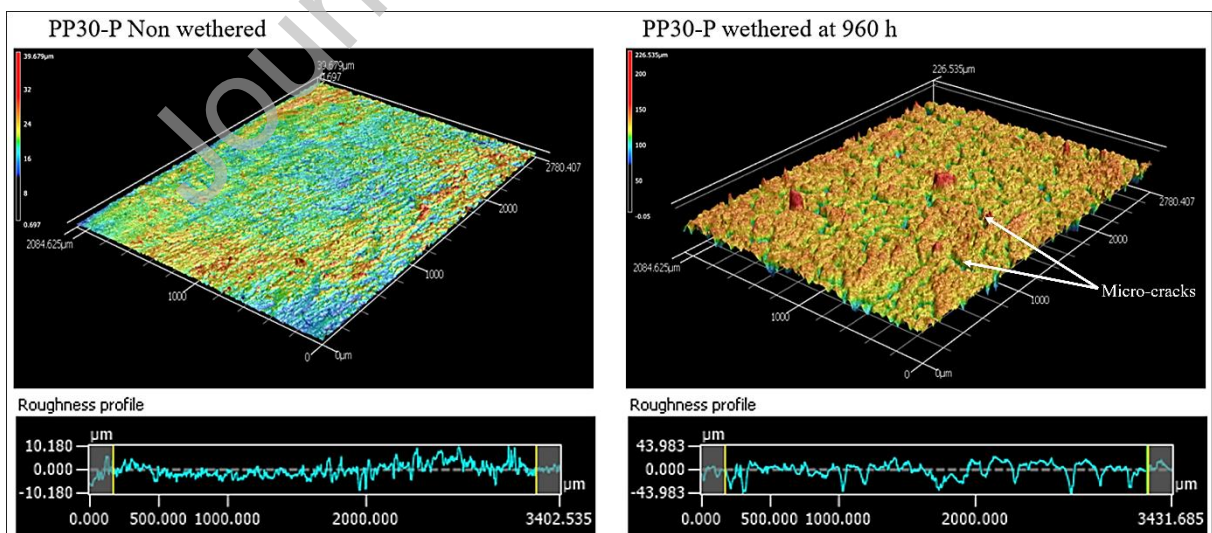 Jour
PP30-P Non wethered
39.679µm
32
24
16
8
0.697
39.679µm
0.697
2780.407
2000
1000
2084.625µm
1000
0
0µm
PP30-P wethered at 960 h
226.535µm
200
150
100
50
-0.05
226.535µm
2780.407
2000
1000
2084.625µm
1000
0
0µm
Micro-cracks
Roughness profile
µm
10.180
0.000
-10.180
µm
0.000 500.000 1000.000 2000.000 3402.535
Roughness profile
µm
43.983
0.000
-43.983
µm
0.000 500.000 1000.000 2000.000 3431.685